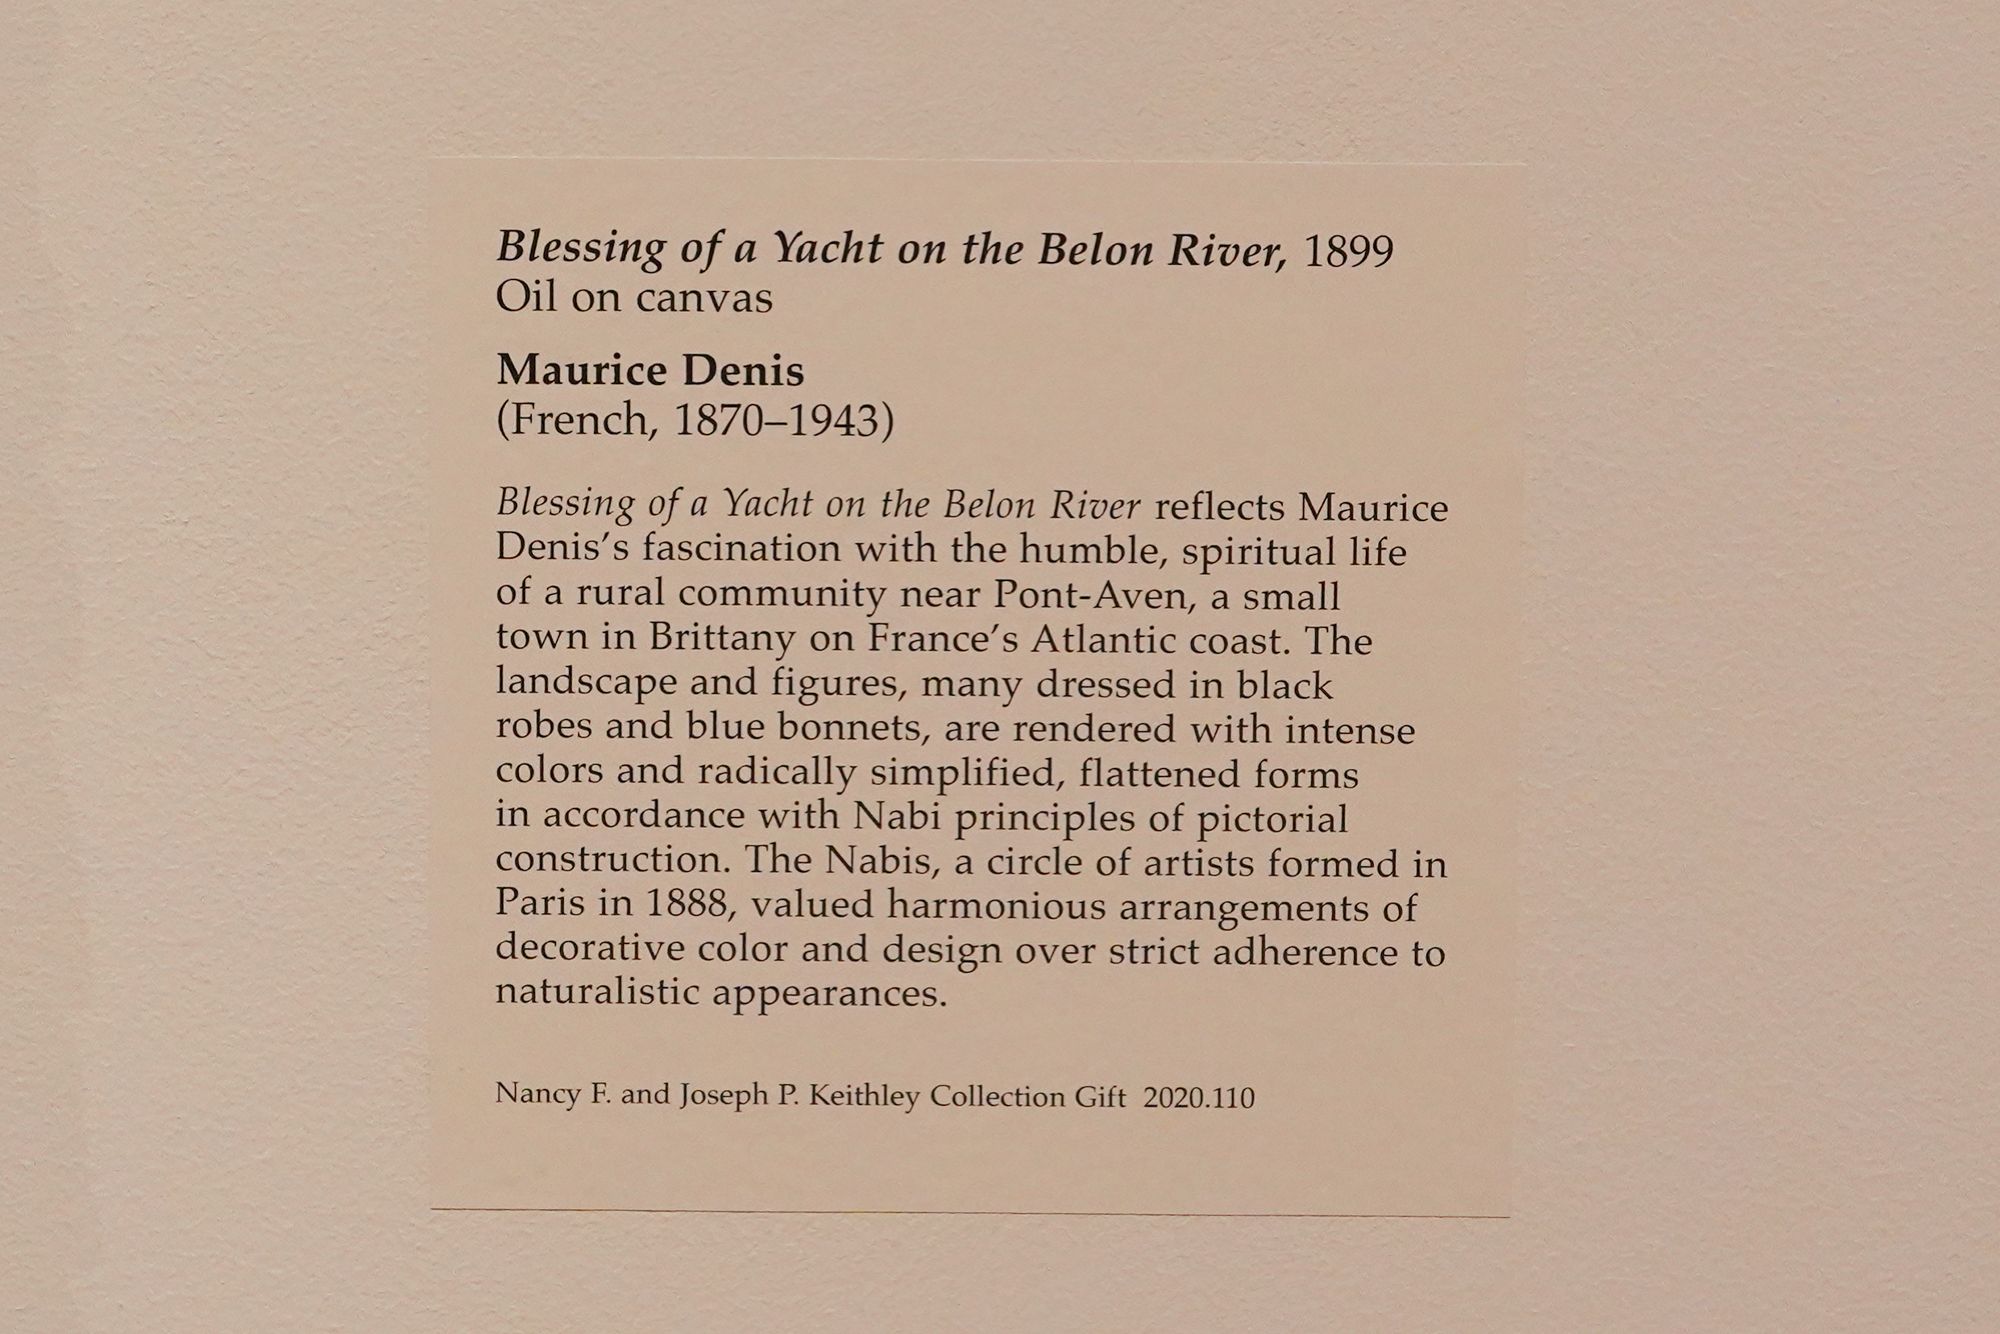 Blessing of a Yacht on the Belon River, 1899
Oil on canvas
Maurice Denis
(French, 1870–1943)
Blessing of a Yacht on the Belon River reflects Maurice
Denis’s fascination with the humble, spiritual life
of a rural community near Pont-Aven, a small
town in Brittany on France’s Atlantic coast. The
landscape and figures, many dressed in black
robes and blue bonnets, are rendered with intense
colors and radically simplified, flattened forms
in accordance with Nabi principles of pictorial
construction. The Nabis, a circle of artists formed in
Paris in 1888, valued harmonious arrangements of
decorative color and design over strict adherence to
naturalistic appearances.
Nancy F. and Joseph P. Keithley Collection Gift 2020.110